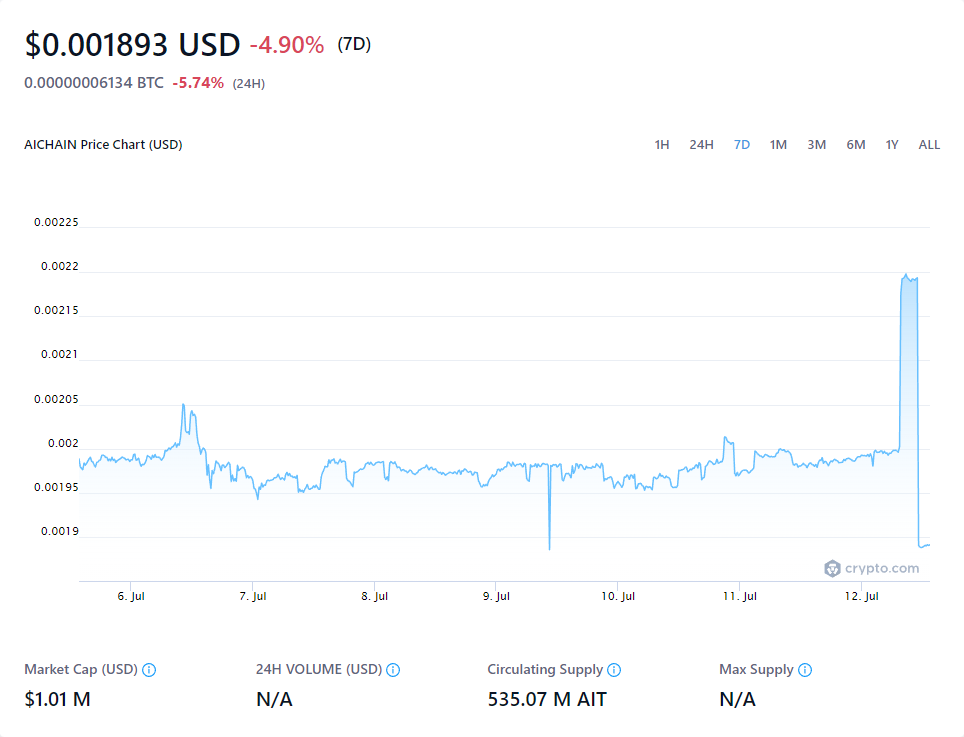 $0.001893 USD -4.90% (7D)
0.00000006134 BTC -5.74% (24H)
AICHAIN Price Chart (USD) 1H 24H 7D 1M 3M 6M 1Y ALL
0.00225
0.0022
0.00215
0.0021
0.00205
0.002
0.00195
0.0019
crypto.com
6. Jul 7. Jul 8. Jul 9. Jul 10. Jul 11. Jul 12. Jul
Market Cap (USD) 24H VOLUME (USD) Circulating Supply Max Supply
$1.01 M N/A 535.07 M AIT N/A